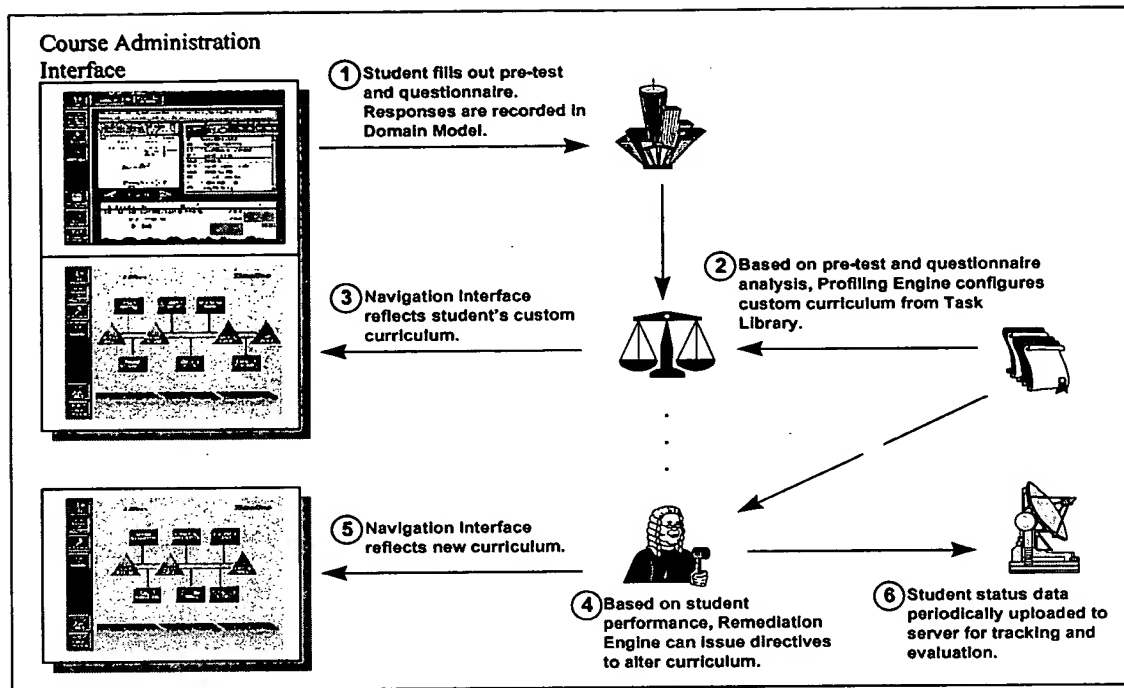 Course Administration
Interface
1 Student fills out pre-test
and questionnaire.
Responses are recorded in
Domain Model.
2 Based on pre-test and questionnaire
analysis, Profiling Engine configures
custom curriculum from Task
Library.
3 Navigation Interface
reflects student's custom
curriculum.
5 Navigation Interface
reflects new curriculum.
4 Based on student
performance, Remediation
Engine can issue directives
to alter curriculum.
6 Student status data
periodically uploaded to
server for tracking and
evaluation.